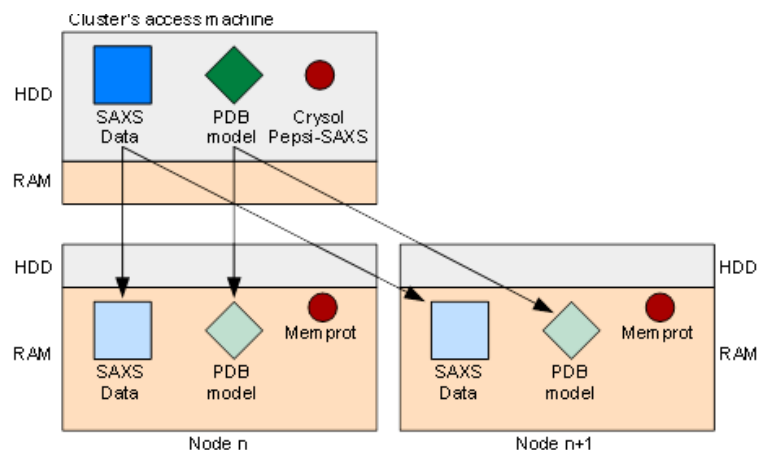 Cluster's access machine
HDD
SAXS
Data
PDB
model
Crysol
Pepsi-SAXS
RAM
HDD
HDD
Memprot
Memprot
RAM
RAM
SAXS
Data
PDB
model
SAXS
Data
PDB
model
Node n
Node n+1